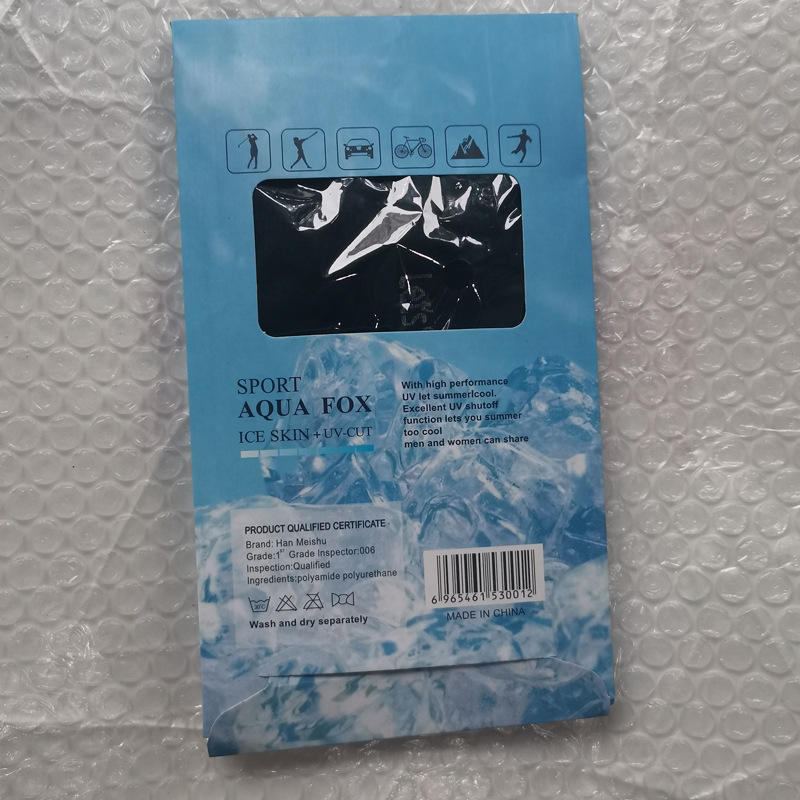 SPORT
AQUA FOX
ICE SKIN + UV-CUT
With high performance
UV let summerlcool.
Excellent UV shutoff
function lets you summer
too cool
men and women can share
PRODUCT QUALIFIED CERTIFICATE
Brand: Han Meishu
Grade:1st Grade Inspector:006
Inspection:Qualified
Ingredients:polyamide polyurethane
30°C
Wash and dry separately
6 965461 530012
MADE IN CHINA